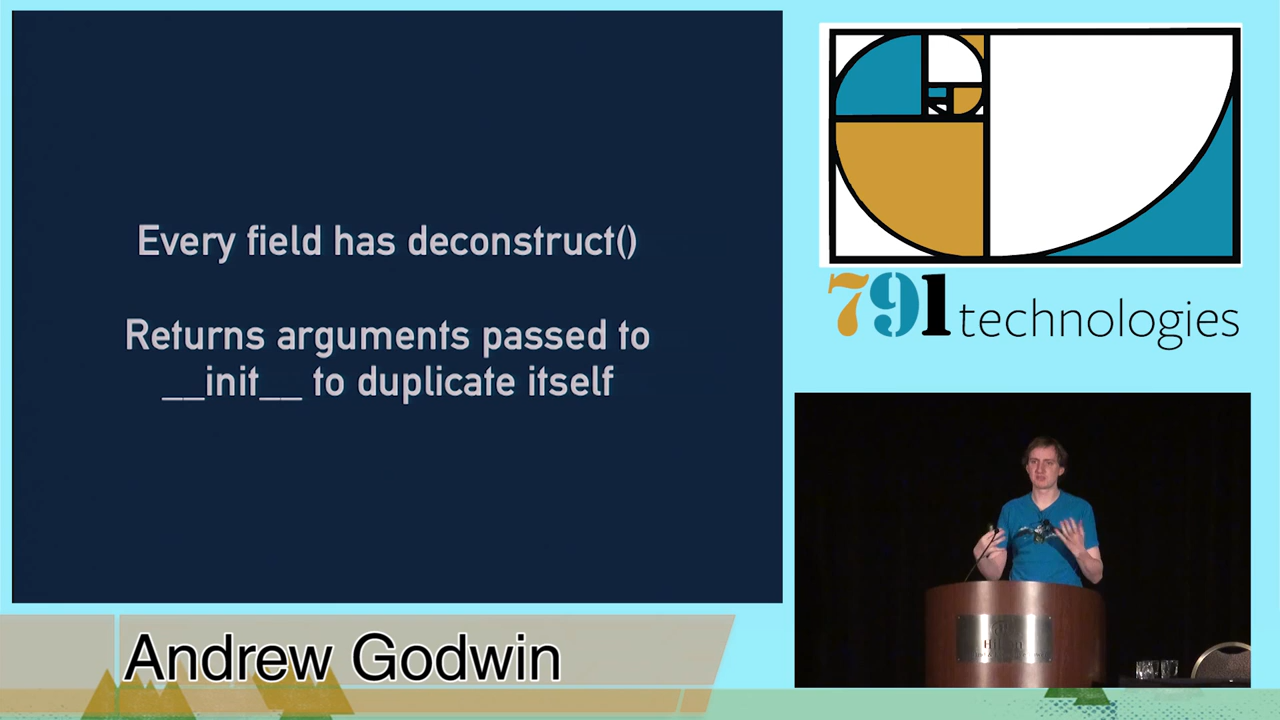 Every field has deconstruct()
Returns arguments passed to
__init__ to duplicate itself
791 technologies
Andrew Godwin